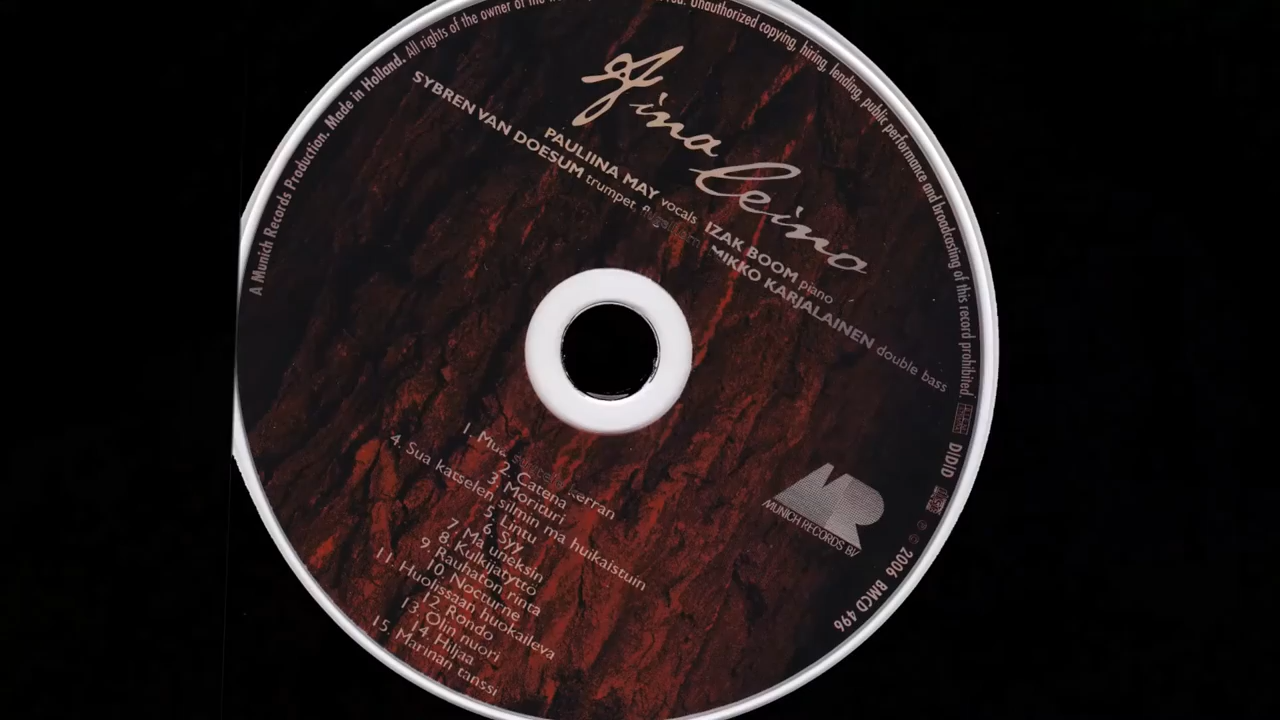 A Munich Records Production. Made in Holland. All rights of the owner of the
Unauthorized copying, hiring, lending, public performance and broadcasting of this record prohibited.
Aina
Leino
PAULIINA MAY vocals IZAK BOOM piano
SYBREN VAN DOESUM trumpet, MIKKO KARJALAINEN double bass
1. kerran
2. Catena
3. Morituri
4. Sua katselen silmin ma huikaistuin
5. Lintu
6. Syy
7. Ma uneksin
8. Kulkijatyttö
9. Rauhaton rinta
10. Nocturne
11. Huolissaan huokaileva
12. Rondo
13. Olin nuori
14. Hiljaa
15. Marinan tanssi
MR
MUNICH RECORDS BV
DIDID
2006 BMCD 496